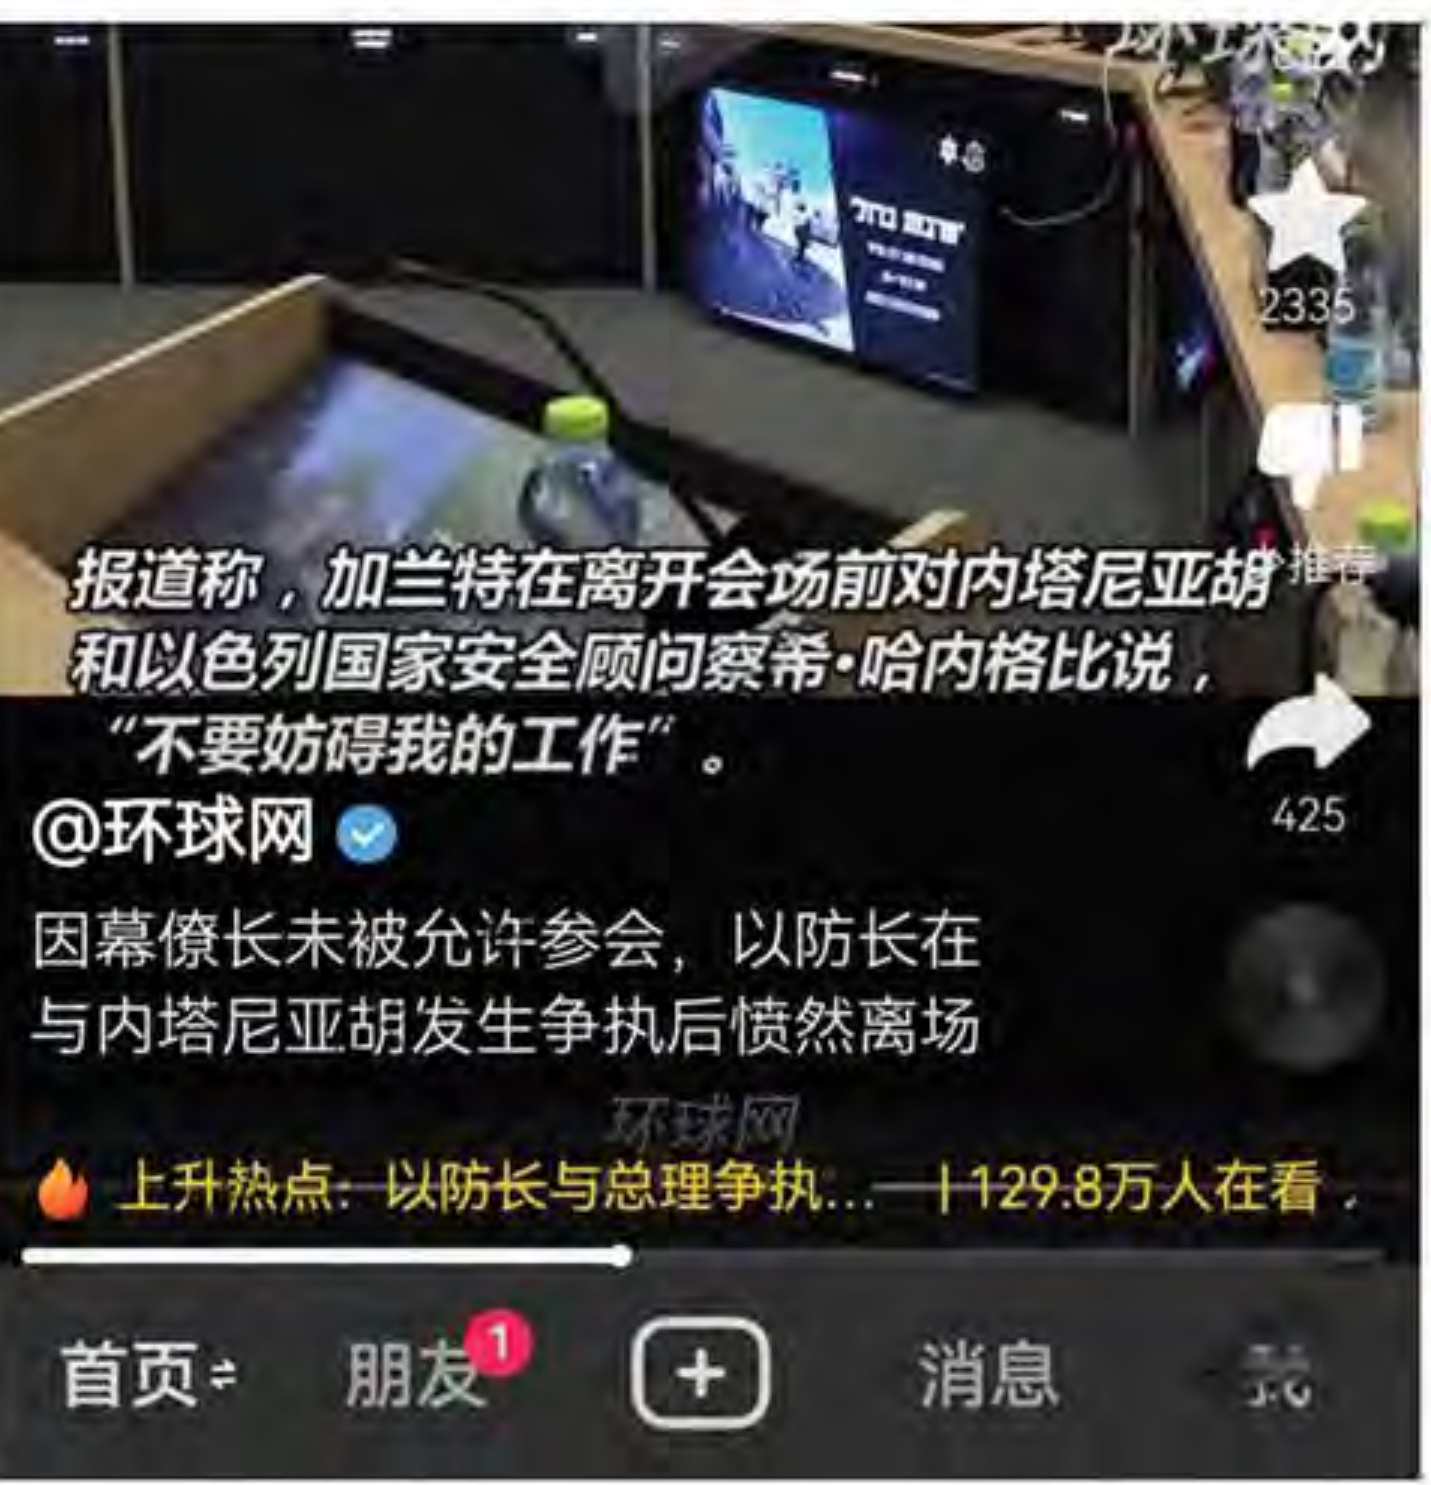 环球网
חרבות ברזל
2335
不推荐
报道称，加兰特在离开会场前对内塔尼亚胡
和以色列国家安全顾问察希·哈内格比说，
“不要妨碍我的工作”。
425
@环球网
因幕僚长未被允许参会，以防长在
与内塔尼亚胡发生争执后愤然离场
环球网
上升热点：以防长与总理争执... | 129.8万人在看
首页
朋友
1
消息
我